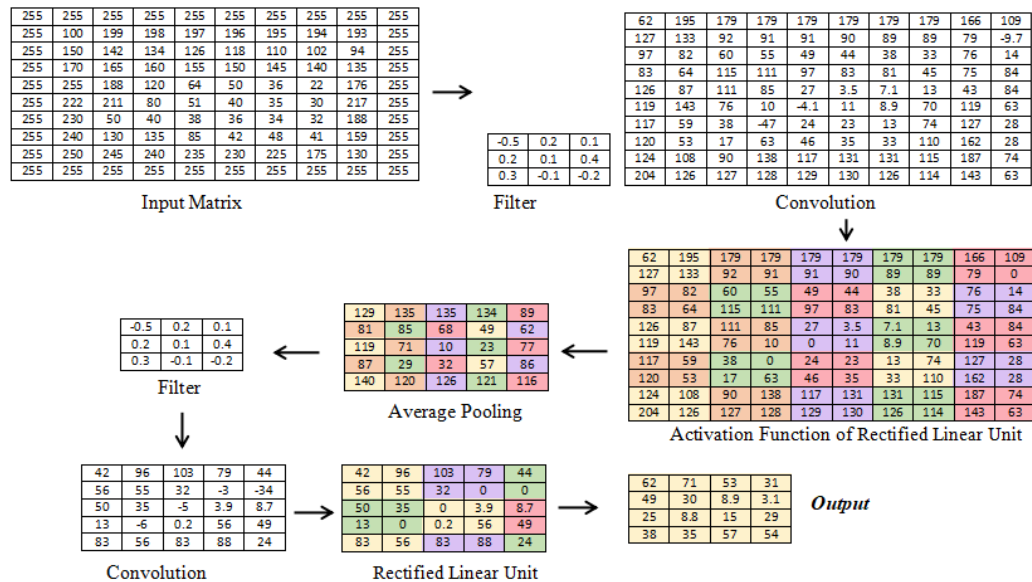 255 255 255 255 255 255 255 255 255 255
255 100 199 198 197 196 195 194 193 255
255 150 142 134 126 118 110 102 94 255
255 170 165 160 155 150 145 140 135 255
255 255 188 120 64 50 36 22 176 255
255 222 211 80 51 40 35 30 217 255
255 230 50 40 38 36 34 32 188 255
255 240 130 135 85 42 48 41 159 255
255 250 245 240 235 230 225 175 130 255
255 255 255 255 255 255 255 255 255 255
Input Matrix
-0.5 0.2 0.1
0.2 0.1 0.4
0.3 -0.1 -0.2
Filter
62 195 179 179 179 179 179 179 166 109
127 133 92 91 91 90 89 89 79 -9.7
97 82 60 55 49 44 38 33 76 14
83 64 115 111 97 83 81 45 75 84
126 87 111 85 27 3.5 7.1 13 43 84
119 143 76 10 -4.1 11 8.9 70 119 63
117 59 38 -47 24 23 13 74 127 28
120 53 17 63 46 35 33 110 162 28
124 108 90 138 117 131 131 115 187 74
204 126 127 128 129 130 126 114 143 63
Convolution
62 195 179 179 179 179 179 179 166 109
127 133 92 91 91 90 89 89 79 0
97 82 60 55 49 44 38 33 76 14
83 64 115 111 97 83 81 45 75 84
126 87 111 85 27 3.5 7.1 13 43 84
119 143 76 10 0 11 8.9 70 119 63
117 59 38 0 24 23 13 74 127 28
120 53 17 63 46 35 33 110 162 28
124 108 90 138 117 131 131 115 187 74
204 126 127 128 129 130 126 114 143 63
Activation Function of Rectified Linear Unit
129 135 135 134 89
81 85 68 49 62
119 71 10 23 77
87 29 32 57 86
140 120 126 121 116
Average Pooling
-0.5 0.2 0.1
0.2 0.1 0.4
0.3 -0.1 -0.2
Filter
42 96 103 79 44
56 55 32 -3 -34
50 35 -5 3.9 8.7
13 -6 0.2 56 49
83 56 83 88 24
Convolution
42 96 103 79 44
56 55 32 0 0
50 35 0 3.9 8.7
13 0 0.2 56 49
83 56 83 88 24
Rectified Linear Unit
62 71 53 31
49 30 8.9 3.1
25 8.8 15 29
38 35 57 54
Output